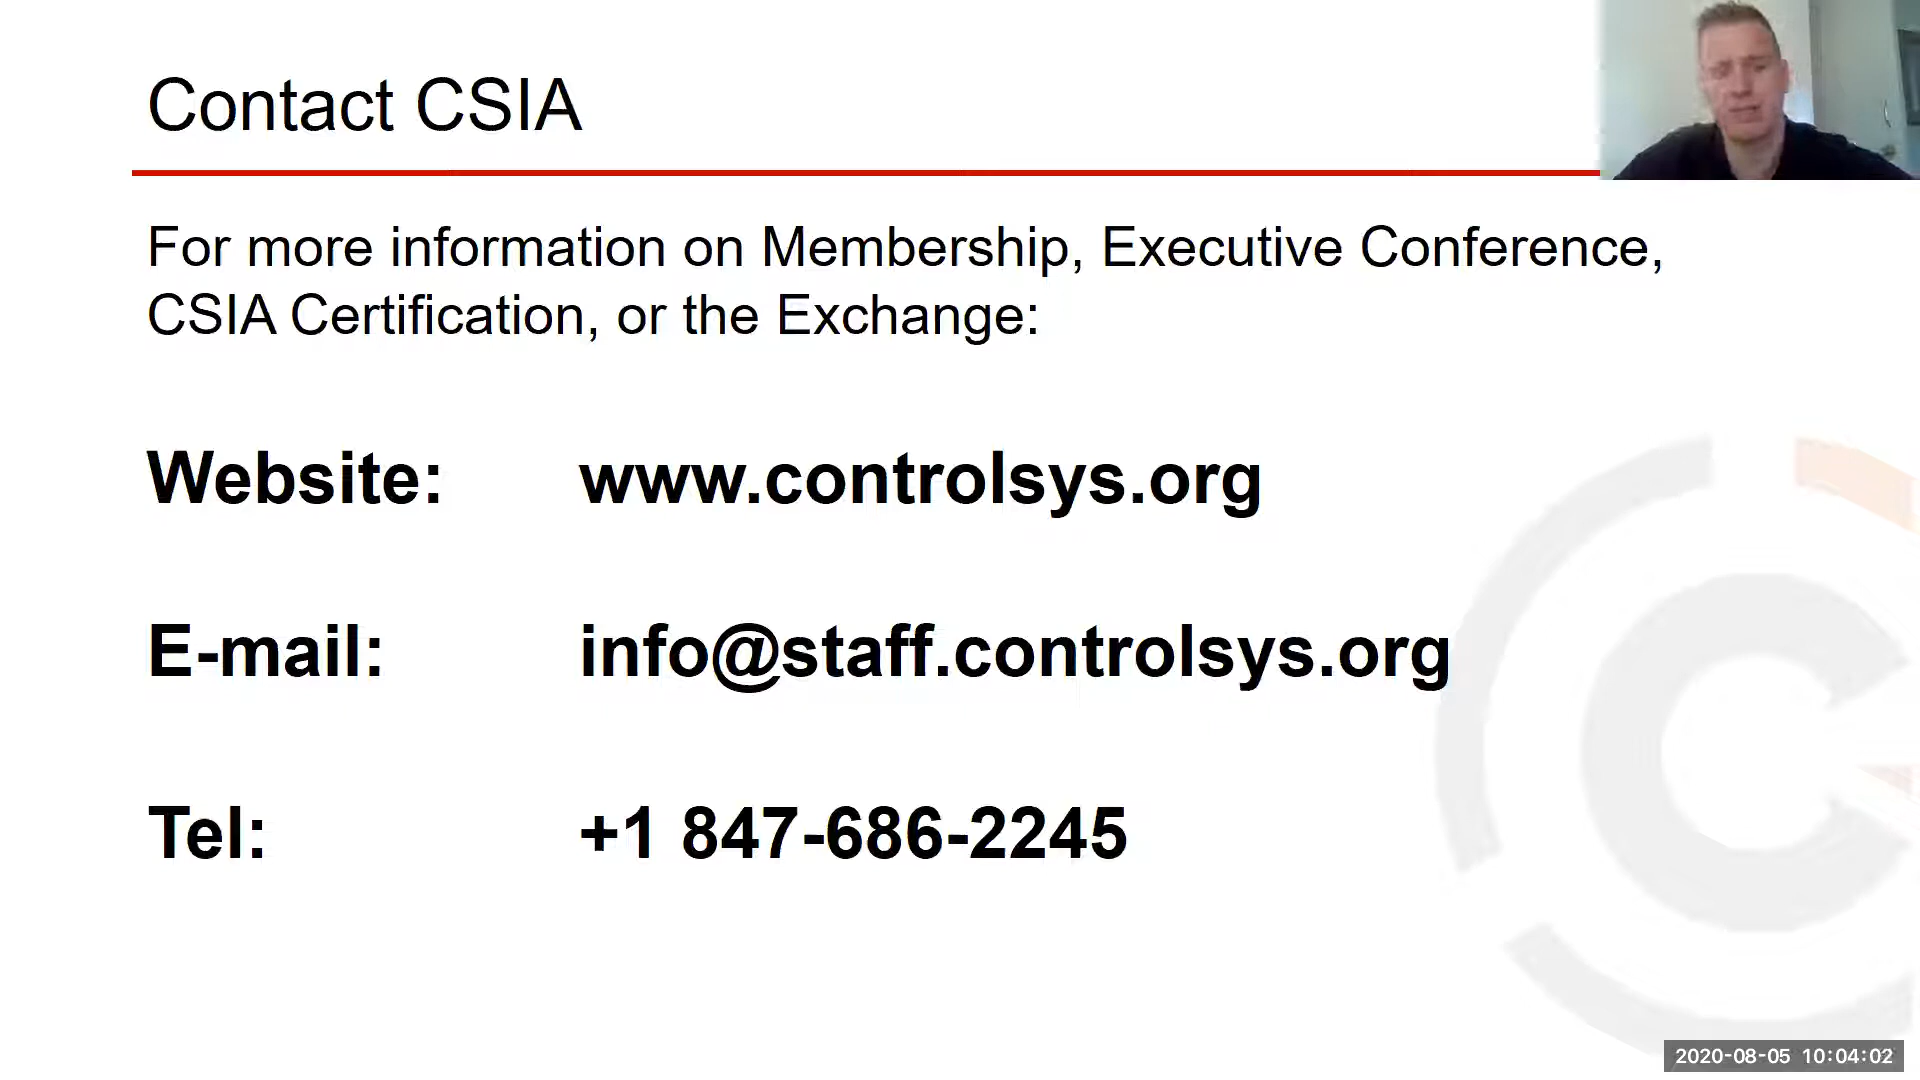 Contact CSIA
For more information on Membership, Executive Conference,
CSIA Certification, or the Exchange:
Website: www.controlsys.org
E-mail: info@staff.controlsys.org
Tel: +1 847-686-2245
2020-08-05 10:04:02